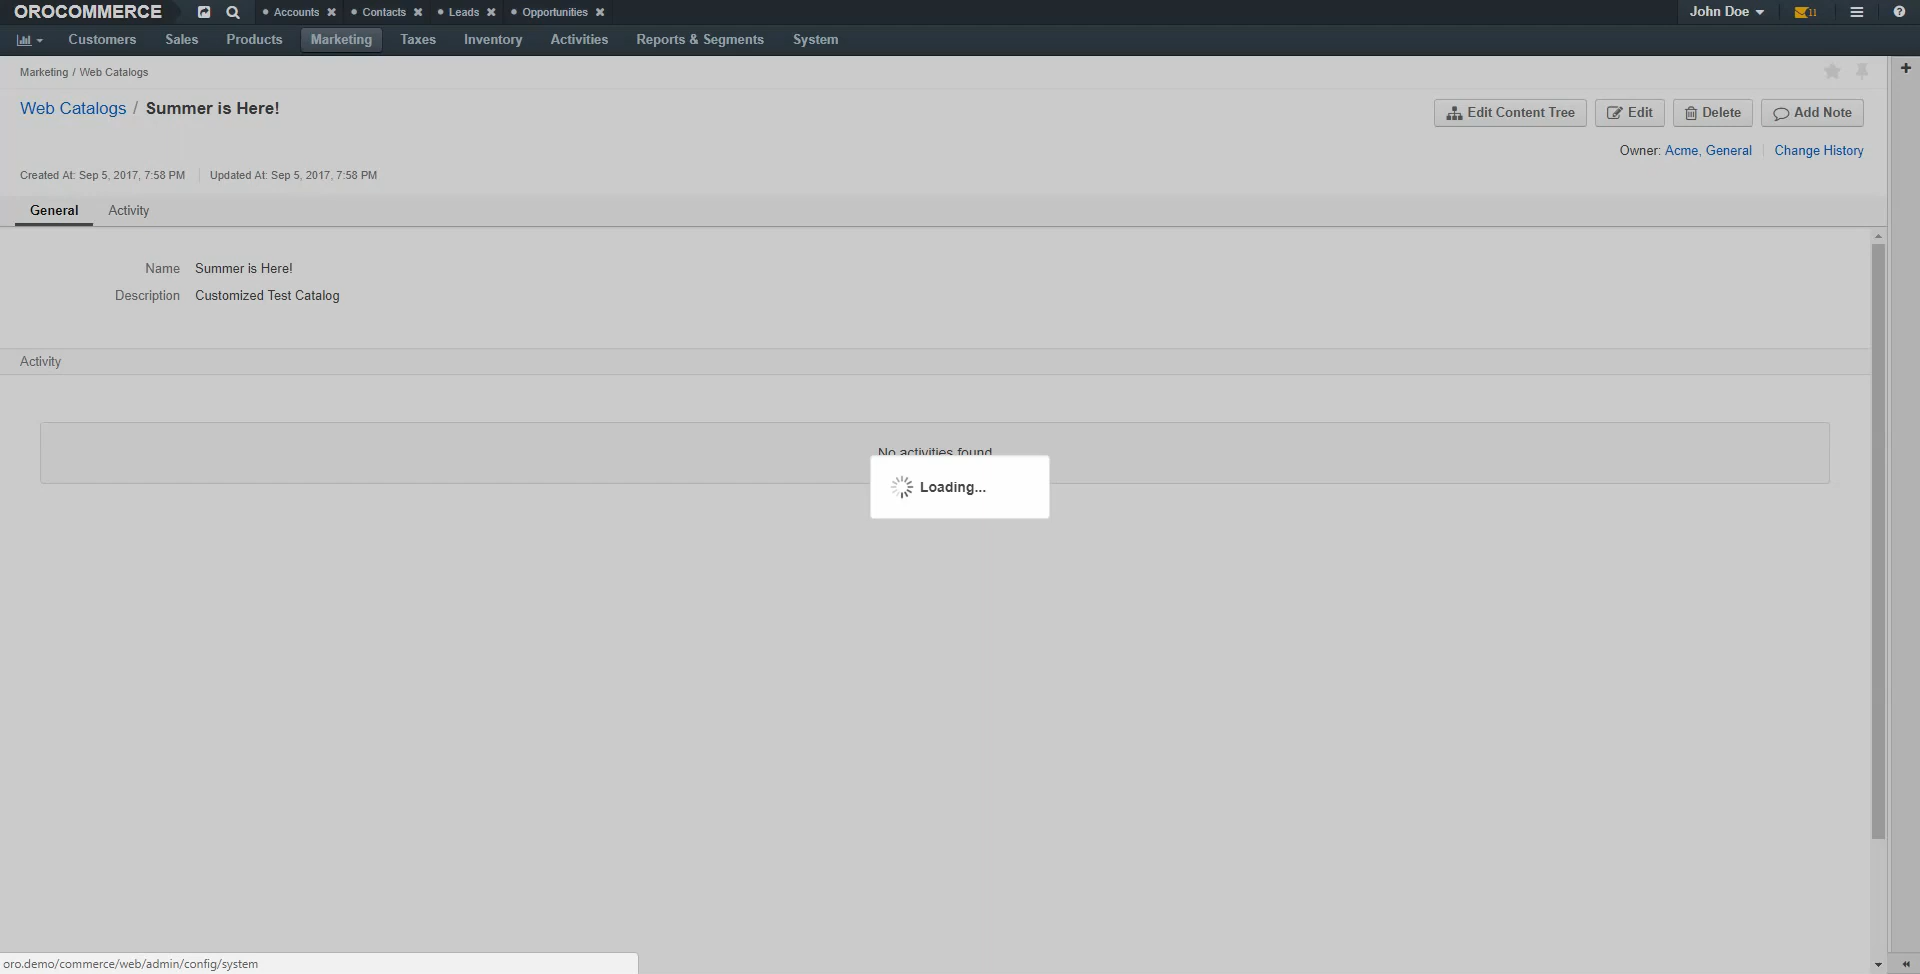 OROCOMMERCE Accounts Contacts Leads Opportunities John Doe 11
Customers Sales Products Marketing Taxes Inventory Activities Reports & Segments System
Marketing / Web Catalogs
Web Catalogs / Summer is Here!
Edit Content Tree Edit Delete Add Note
Owner: Acme, General Change History
Created At: Sep 5, 2017, 7:58 PM Updated At: Sep 5, 2017, 7:58 PM
General Activity
Name Summer is Here!
Description Customized Test Catalog
Activity
No activities found
Loading...
oro.demo/commerce/web/admin/config/system